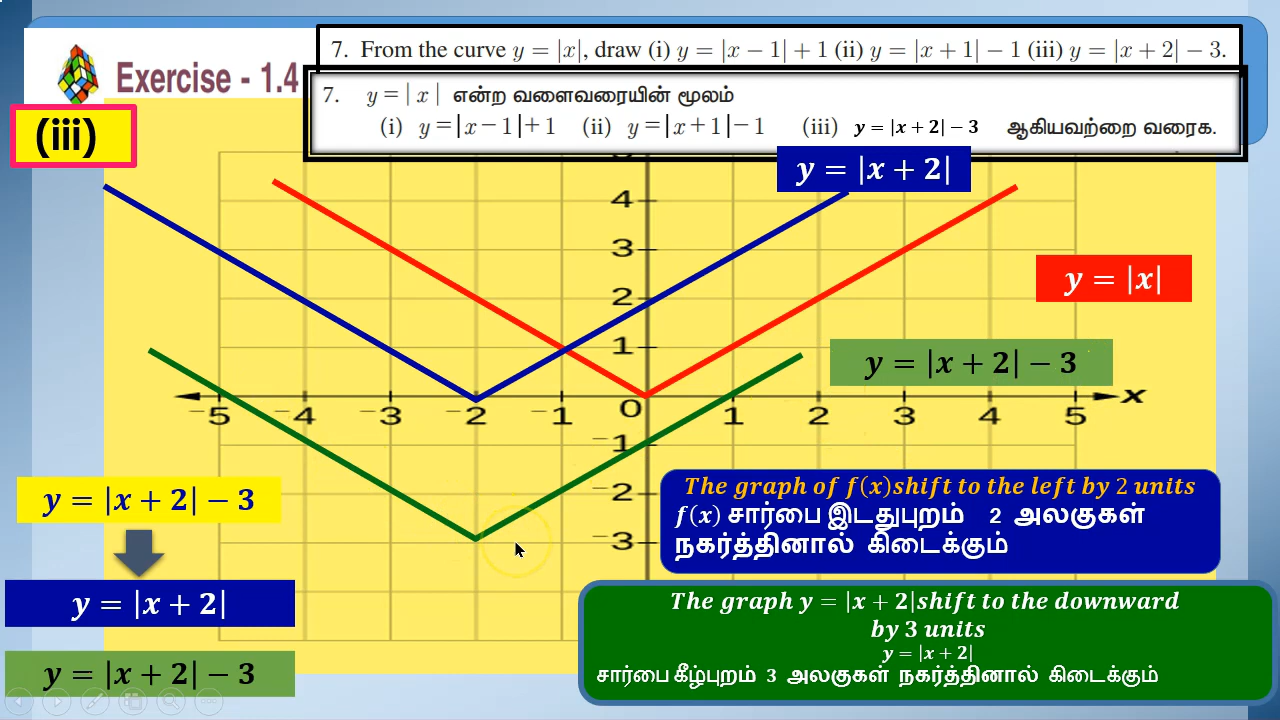 7. From the curve y = |x|, draw (i) y = |x − 1| + 1 (ii) y = |x + 1| − 1 (iii) y = |x + 2| − 3.
Exercise - 1.4
7. y = | x | என்ற வளைவரையின் மூலம்
(i) y = |x − 1| + 1 (ii) y = |x + 1| − 1 (iii) y = |x + 2| − 3 ஆகியவற்றை வரைக.
(iii)
y = |x + 2|
4
3
y = |x|
2
1
y = |x + 2| − 3
−5 −4 −3 −2 −1 0 1 2 3 4 5 x
−1
−2
−3
y = |x + 2| − 3
y = |x + 2|
y = |x + 2| − 3
The graph of f(x)shift to the left by 2 units
f(x) சார்பை இடதுபுறம் 2 அலகுகள்
நகர்த்தினால் கிடைக்கும்
The graph y = |x + 2|shift to the downward
by 3 units
y = |x + 2|
சார்பை கீழ்புறம் 3 அலகுகள் நகர்த்தினால் கிடைக்கும்